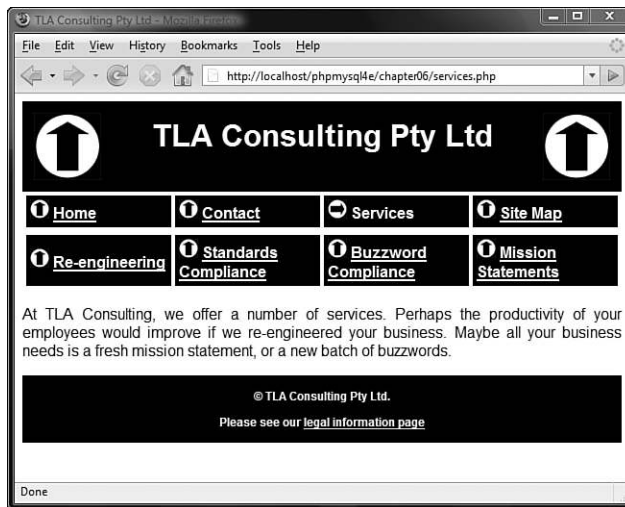 TLA Consulting Pty Ltd - Mozilla Firefox
File Edit View History Bookmarks Tools Help
http://localhost/phpmysql4e/chapter06/services.php
TLA Consulting Pty Ltd
Home Contact Services Site Map
Re-engineering Standards Compliance Buzzword Compliance Mission Statements
At TLA Consulting, we offer a number of services. Perhaps the productivity of your
employees would improve if we re-engineered your business. Maybe all your business
needs is a fresh mission statement, or a new batch of buzzwords.
© TLA Consulting Pty Ltd.
Please see our legal information page
Done